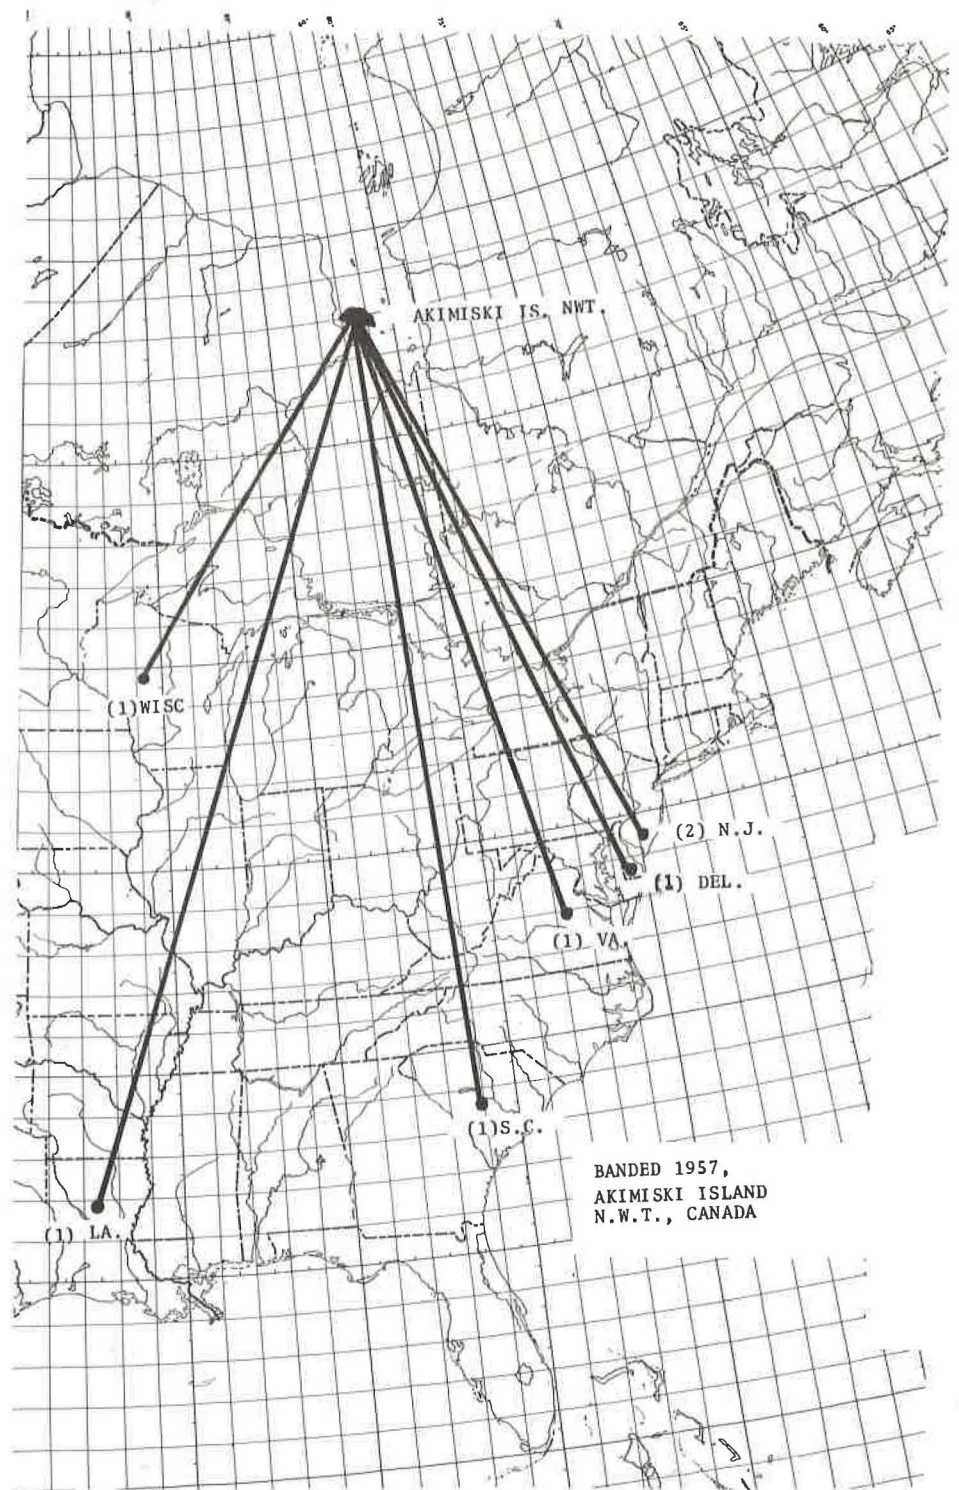 AKIMISKI IS. NWT.
(1)WISC
(2) N.J.
(1) DEL.
(1) VA.
(1)S.C.
(1) LA.
BANDED 1957,
AKIMISKI ISLAND
N.W.T., CANADA